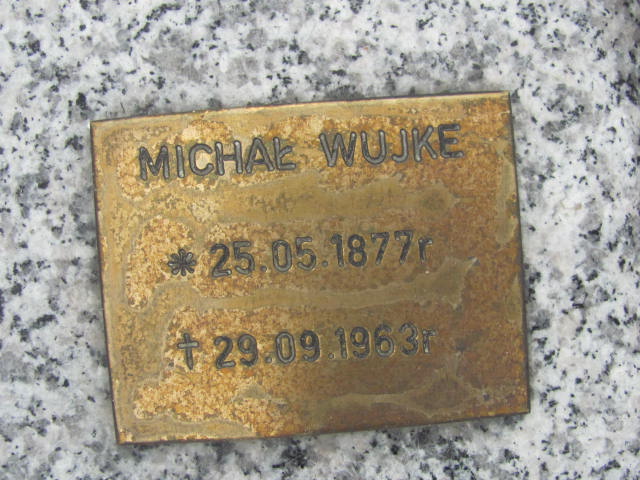 MICHAŁ WUJKE
* 25.05.1877r
† 29.09.1963r